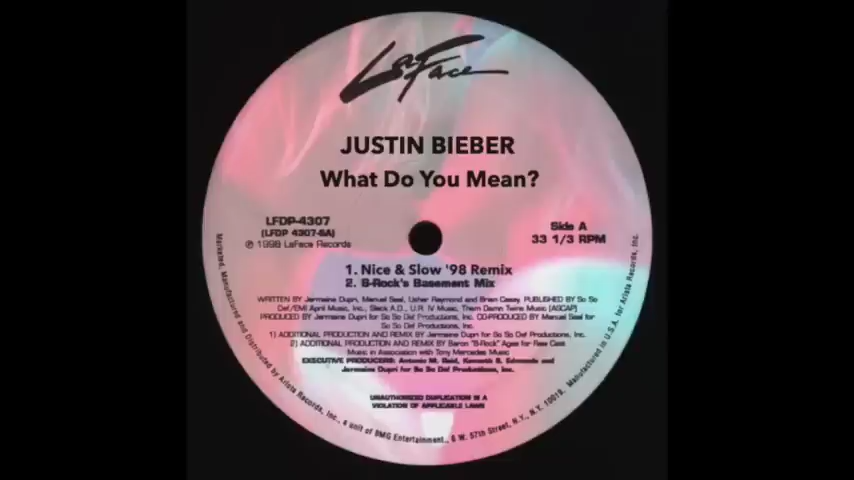 LaFace
JUSTIN BIEBER
What Do You Mean?
LFDP-4307
(LFDP 4307-SA)
℗ 1998 LaFace Records
Side A
33 1/3 RPM
1. Nice & Slow '98 Remix
2. B-Rock's Basement Mix
WRITTEN BY Jermaine Dupri, Manuel Seal, Usher Raymond and Brian Casey. PUBLISHED BY So So
Def/EMI April Music, Inc., Slack A.D., U.R. IV Music, Them Damn Twins Music (ASCAP)
PRODUCED BY Jermaine Dupri for So So Def Productions, Inc. CO-PRODUCED BY Manuel Seal for
So So Def Productions, Inc.
1) ADDITIONAL PRODUCTION AND REMIX BY Jermaine Dupri for So So Def Productions, Inc.
2) ADDITIONAL PRODUCTION AND REMIX BY Baron "B-Rock" Agee for Raw Cass
Music in Association with Tony Mercedes Music
EXECUTIVE PRODUCERS: Antonio M. Reid, Kenneth B. Edmonds and
Jermaine Dupri for So So Def Productions, Inc.
UNAUTHORIZED DUPLICATION IS A
VIOLATION OF APPLICABLE LAWS
Marketed, Manufactured and Distributed by Arista Records, Inc., a unit of BMG Entertainment., 6 W. 57th Street, N.Y., N.Y. 10019. Manufactured in U.S.A. for Arista Records, Inc.